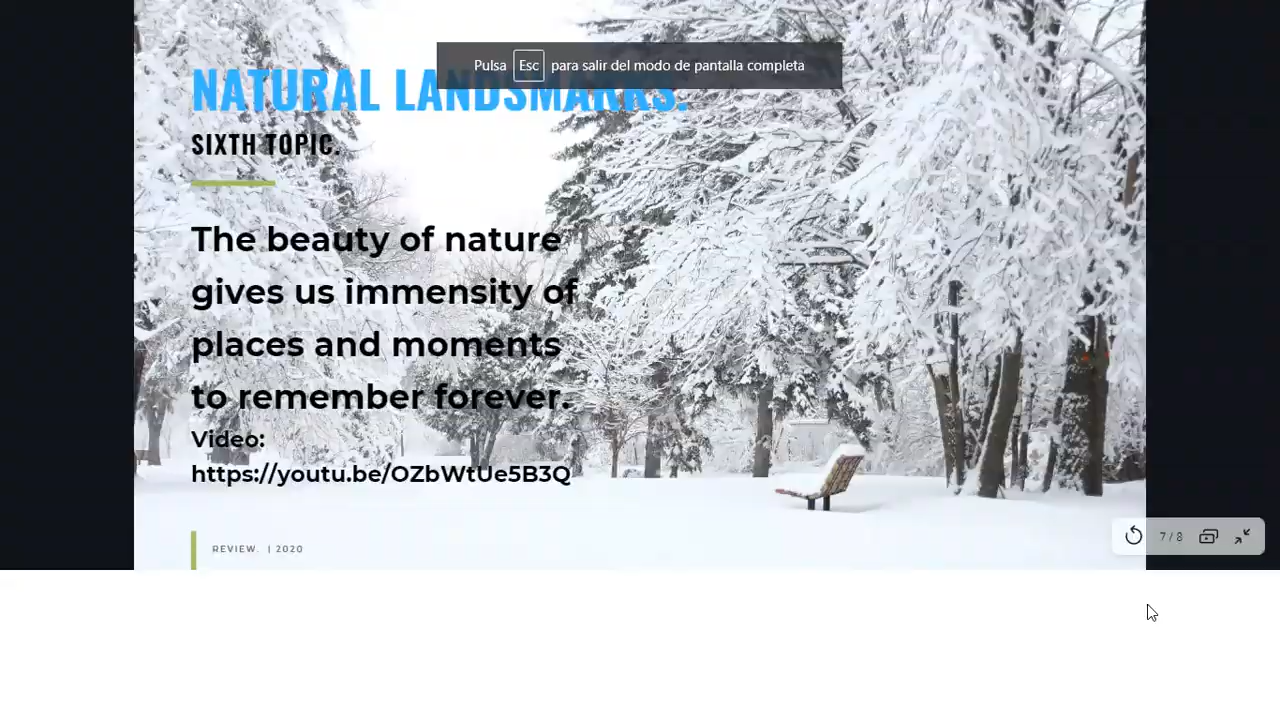 Pulsa Esc para salir del modo de pantalla completa
NATURAL LANDSMARKS.
SIXTH TOPIC.
The beauty of nature
gives us immensity of
places and moments
to remember forever.
Video:
https://youtu.be/OZbWtUe5B3Q
REVIEW. | 2020
7/8